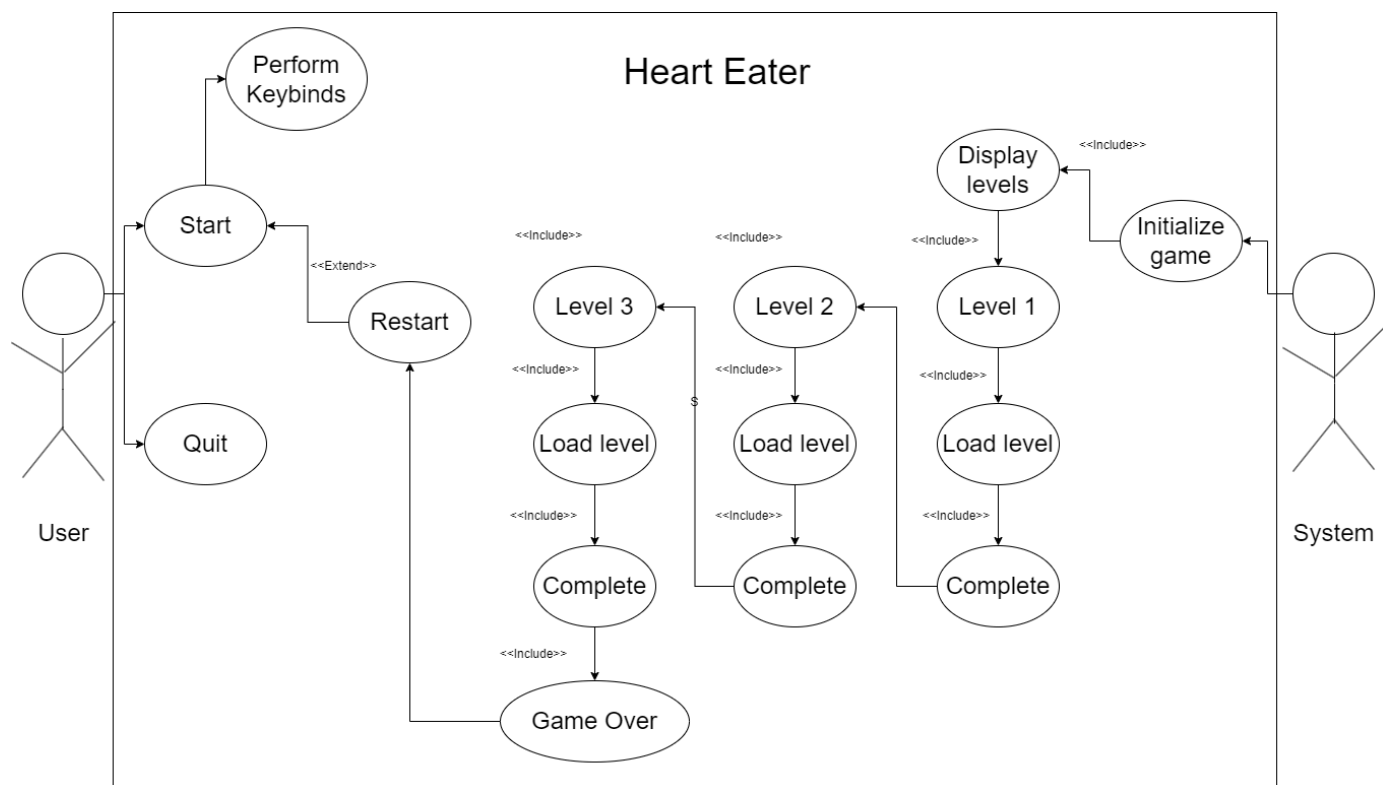 Heart Eater
Perform
Keybinds
Start
<<Extend>>
Restart
Quit
User
<<Include>>
Display
levels
<<Include>>
Initialize
game
<<Include>>
<<Include>>
Level 3
Level 2
Level 1
<<Include>>
<<Include>>
<<Include>>
S
Load level
Load level
Load level
<<Include>>
<<Include>>
<<Include>>
Complete
Complete
Complete
<<Include>>
Game Over
System